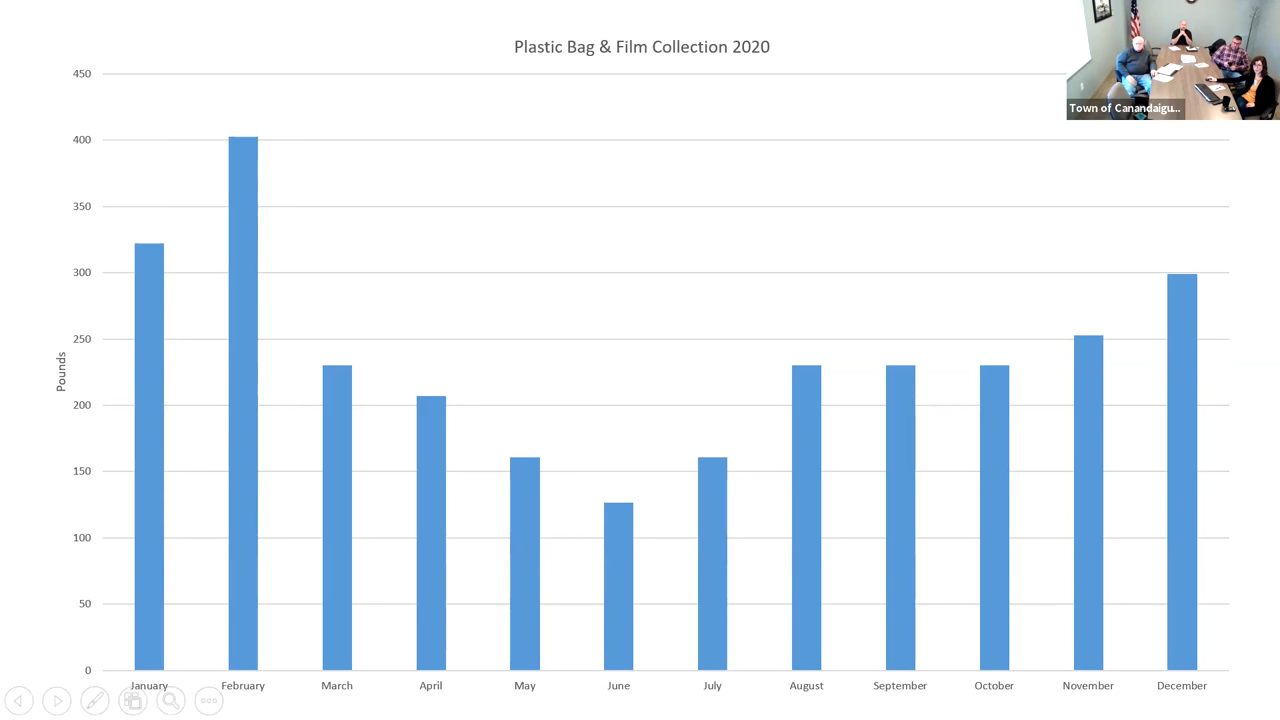 Plastic Bag & Film Collection 2020
Town of Canandaigu...
450
400
350
300
250
200
150
100
50
0
Pounds
January February March April May June July August September October November December